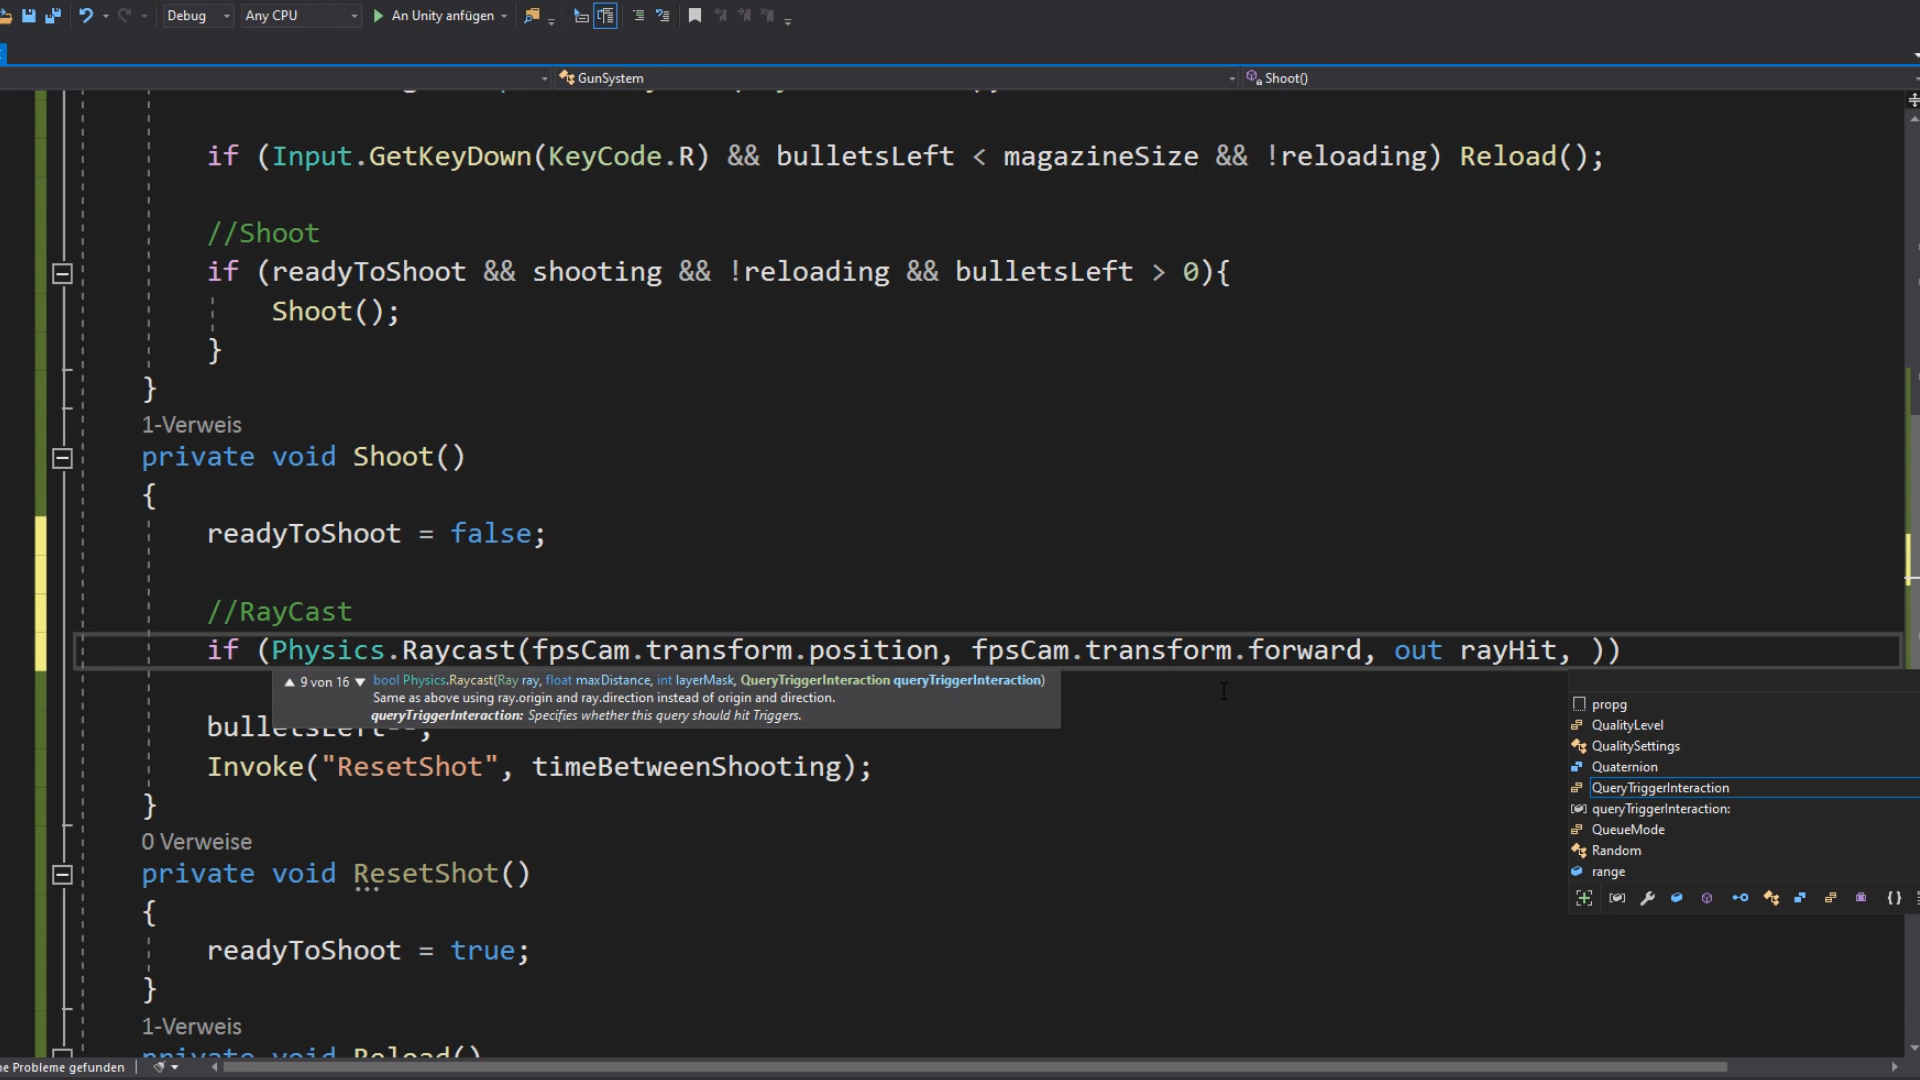 Debug
Any CPU
An Unity anfügen
GunSystem
Shoot()
if (Input.GetKeyDown(KeyCode.R) && bulletsLeft < magazineSize && !reloading) Reload();
//Shoot
if (readyToShoot && shooting && !reloading && bulletsLeft > 0){
Shoot();
}
}
1-Verweis
private void Shoot()
{
readyToShoot = false;
//RayCast
if (Physics.Raycast(fpsCam.transform.position, fpsCam.transform.forward, out rayHit, ))
▲ 9 von 16 ▼ bool Physics.Raycast(Ray ray, float maxDistance, int layerMask, QueryTriggerInteraction queryTriggerInteraction)
Same as above using ray.origin and ray.direction instead of origin and direction.
queryTriggerInteraction: Specifies whether this query should hit Triggers.
propg
QualityLevel
QualitySettings
Quaternion
QueryTriggerInteraction
queryTriggerInteraction:
QueueMode
Random
range
bulletsLeft--;
Invoke("ResetShot", timeBetweenShooting);
}
0 Verweise
private void ResetShot()
{
readyToShoot = true;
}
1-Verweis
private void Reload()
ne Probleme gefunden